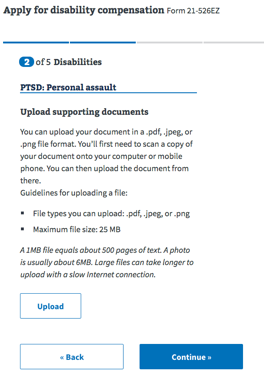 Apply for disability compensation Form 21-526EZ
2 of 5 Disabilities
PTSD: Personal assault
Upload supporting documents
You can upload your document in a .pdf, .jpeg, or
.png file format. You'll first need to scan a copy of
your document onto your computer or mobile
phone. You can then upload the document from
there.
Guidelines for uploading a file:
▪ File types you can upload: .pdf, .jpeg, or .png
▪ Maximum file size: 25 MB
A 1MB file equals about 500 pages of text. A photo
is usually about 6MB. Large files can take longer to
upload with a slow Internet connection.
Upload
« Back
Continue »